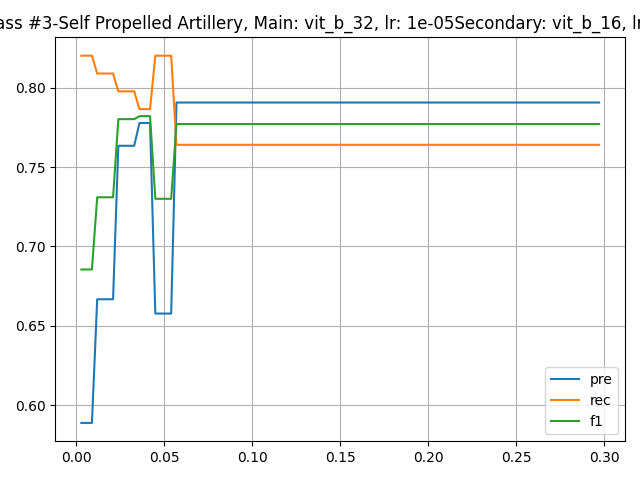 ass #3-Self Propelled Artillery, Main: vit_b_32, lr: 1e-05Secondary: vit_b_16, lr
0.80
0.75
0.70
0.65
0.60
0.00 0.05 0.10 0.15 0.20 0.25 0.30
pre
rec
f1